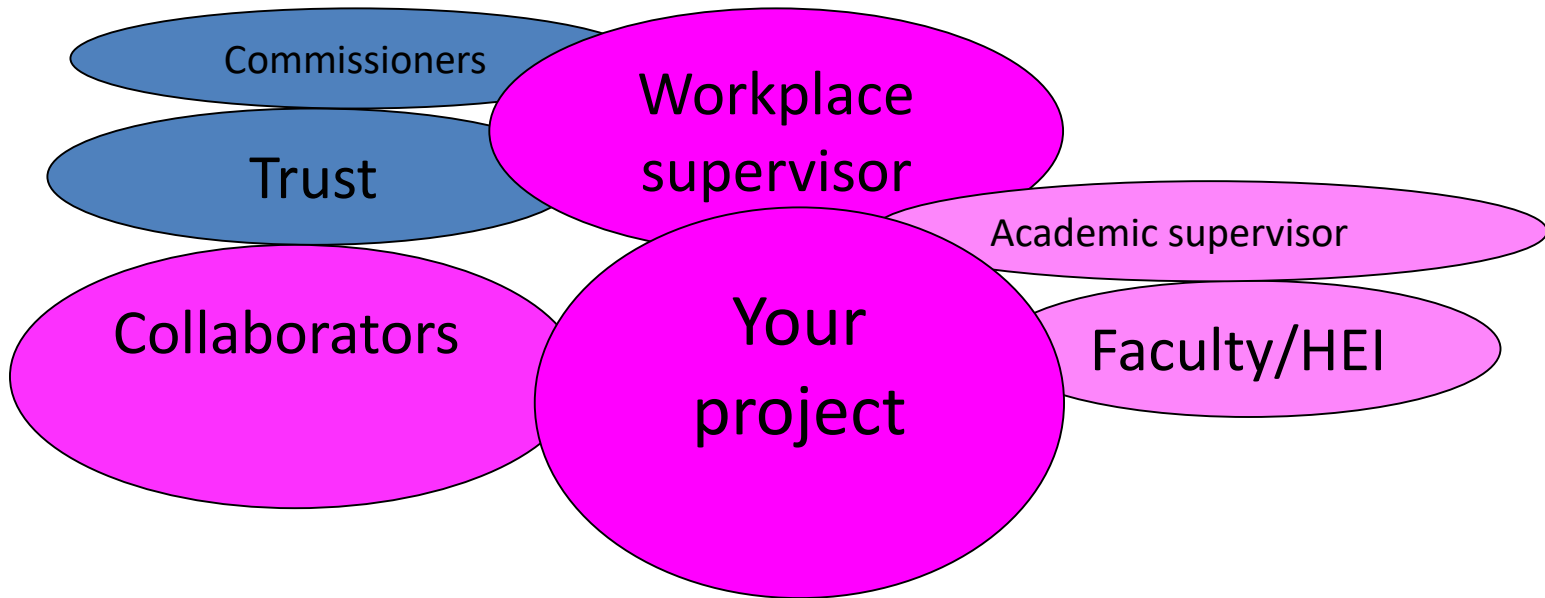 Commissioners
Workplace
supervisor
Trust
Academic supervisor
Collaborators
Your
project
Faculty/HEI